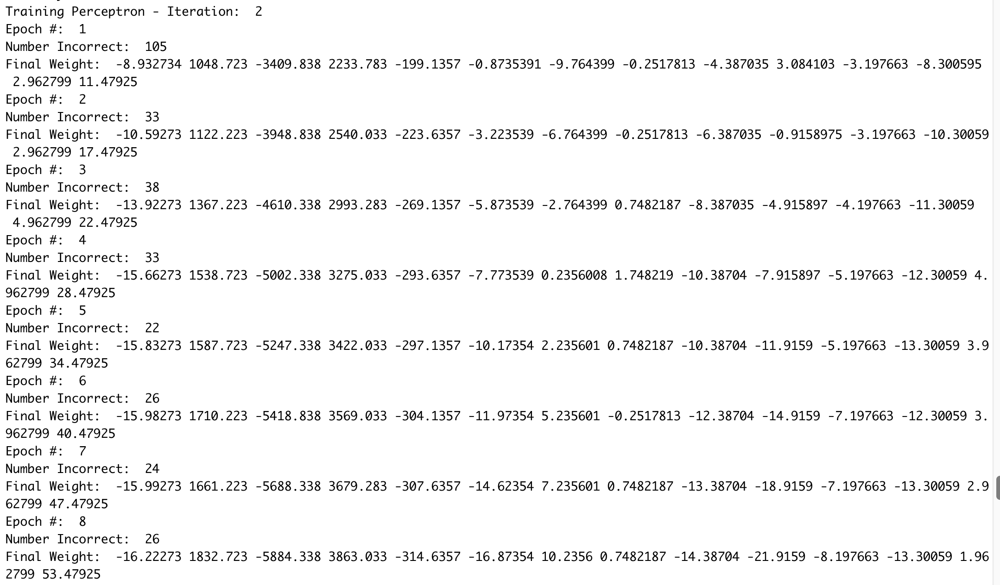 Training Perceptron - Iteration:  2
Epoch #:  1
Number Incorrect:  105
Final Weight:  -8.932734 1048.723 -3409.838 2233.783 -199.1357 -0.8735391 -9.764399 -0.2517813 -4.387035 3.084103 -3.197663 -8.300595
 2.962799 11.47925
Epoch #:  2
Number Incorrect:  33
Final Weight:  -10.59273 1122.223 -3948.838 2540.033 -223.6357 -3.223539 -6.764399 -0.2517813 -6.387035 -0.9158975 -3.197663 -10.30059
 2.962799 17.47925
Epoch #:  3
Number Incorrect:  38
Final Weight:  -13.92273 1367.223 -4610.338 2993.283 -269.1357 -5.873539 -2.764399 0.7482187 -8.387035 -4.915897 -4.197663 -11.30059
 4.962799 22.47925
Epoch #:  4
Number Incorrect:  33
Final Weight:  -15.66273 1538.723 -5002.338 3275.033 -293.6357 -7.773539 0.2356008 1.748219 -10.38704 -7.915897 -5.197663 -12.30059 4.
962799 28.47925
Epoch #:  5
Number Incorrect:  22
Final Weight:  -15.83273 1587.723 -5247.338 3422.033 -297.1357 -10.17354 2.235601 0.7482187 -10.38704 -11.9159 -5.197663 -13.30059 3.9
62799 34.47925
Epoch #:  6
Number Incorrect:  26
Final Weight:  -15.98273 1710.223 -5418.838 3569.033 -304.1357 -11.97354 5.235601 -0.2517813 -12.38704 -14.9159 -7.197663 -12.30059 3.
962799 40.47925
Epoch #:  7
Number Incorrect:  24
Final Weight:  -15.99273 1661.223 -5688.338 3679.283 -307.6357 -14.62354 7.235601 0.7482187 -13.38704 -18.9159 -7.197663 -13.30059 2.9
62799 47.47925
Epoch #:  8
Number Incorrect:  26
Final Weight:  -16.22273 1832.723 -5884.338 3863.033 -314.6357 -16.87354 10.2356 0.7482187 -14.38704 -21.9159 -8.197663 -13.30059 1.96
2799 53.47925